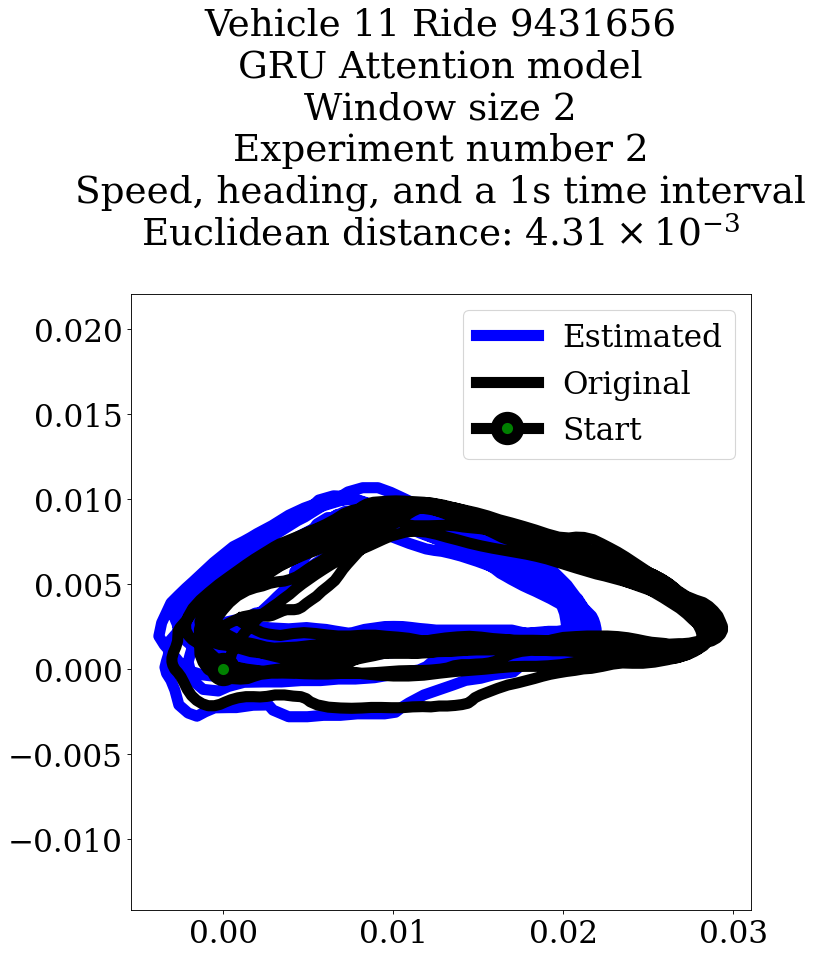 Vehicle 11 Ride 9431656
GRU Attention model
Window size 2
Experiment number 2
Speed, heading, and a 1s time interval
Euclidean distance: 4.31 × 10⁻³
Estimated
Original
Start
0.020
0.015
0.010
0.005
0.000
−0.005
−0.010
0.00 0.01 0.02 0.03